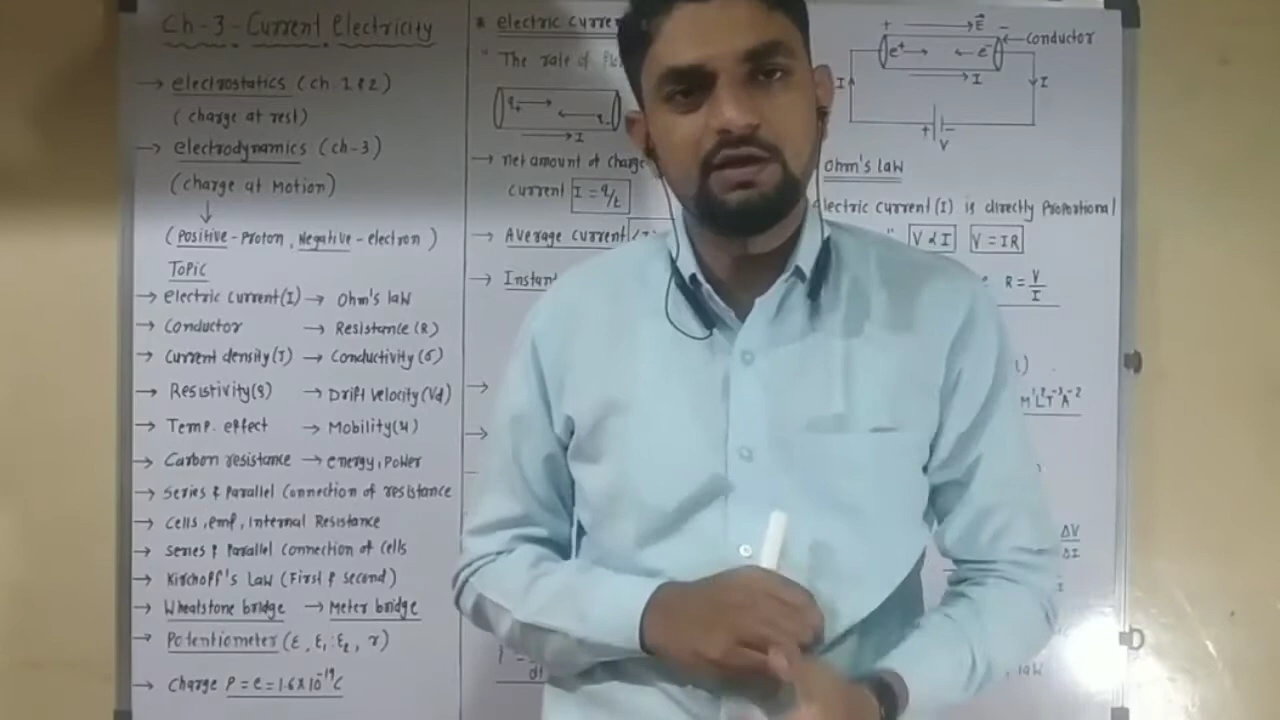 Ch-3-Current Electricity
→ electrostatics (ch. 1 & 2)
(charge at rest)
→ electrodynamics (ch-3)
(charge at Motion)
↓
(Positive-Proton, Negative-electron)
Topic
→ electric current(I) → Ohm's law
→ Conductor → Resistance (R)
→ Current density(J) → Conductivity (σ)
→ Resistivity(ρ) → Drift Velocity(Vd)
→ Temp. effect → Mobility(μ)
→ Carbon resistance → energy, Power
→ Series & Parallel Connection of resistance
→ Cells, emf, Internal Resistance
→ Series & Parallel Connection of Cells
→ Kirchoff's Law (First & second)
→ Wheatstone bridge → Meter bridge
→ Potentiometer (ε, ε₁:ε₂, r)
→ Charge P = e = 1.6 × 10⁻¹⁹ C
* electric
" The rate of
q+ → ←
→ I
→ net amount of charge
current I = q/t
→ Average current
→
→
→
+ → E⃗ -
e+ → ← e- conductor
→ I
I I
+ -
V
Ohm's law
electric current (I) is directly proportional
" V ∝ I V = IR
R = V/I
M¹L²T⁻³A⁻²
ΔV
ΔI